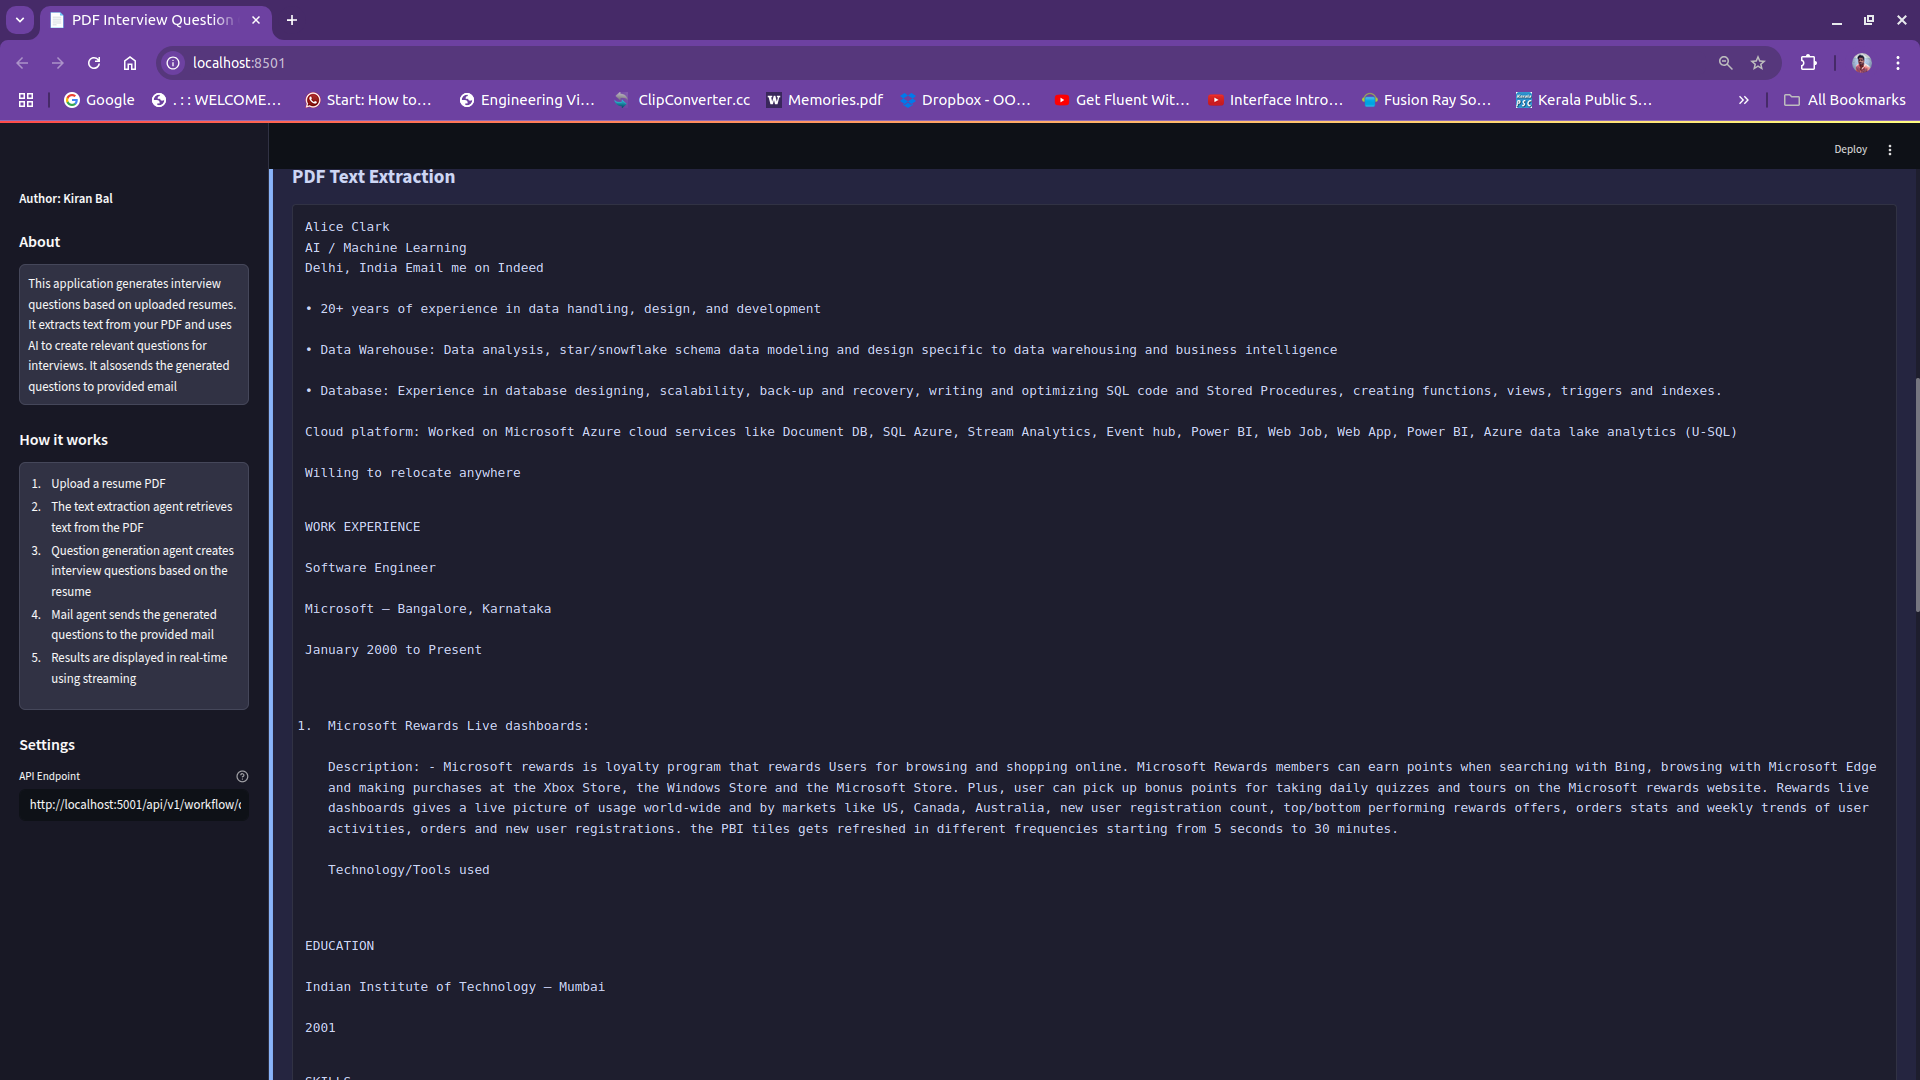 PDF Interview Question
localhost:8501
Google
. : : WELCOME...
Start: How to...
Engineering Vi...
ClipConverter.cc
Memories.pdf
Dropbox - OO...
Get Fluent Wit...
Interface Intro...
Fusion Ray So...
Kerala Public S...
All Bookmarks
Deploy
Author: Kiran Bal
About
This application generates interview
questions based on uploaded resumes.
It extracts text from your PDF and uses
AI to create relevant questions for
interviews. It alsosends the generated
questions to provided email
How it works
1. Upload a resume PDF
2. The text extraction agent retrieves
text from the PDF
3. Question generation agent creates
interview questions based on the
resume
4. Mail agent sends the generated
questions to the provided mail
5. Results are displayed in real-time
using streaming
Settings
API Endpoint
http://localhost:5001/api/v1/workflow/
PDF Text Extraction
Alice Clark
AI / Machine Learning
Delhi, India Email me on Indeed
• 20+ years of experience in data handling, design, and development
• Data Warehouse: Data analysis, star/snowflake schema data modeling and design specific to data warehousing and business intelligence
• Database: Experience in database designing, scalability, back-up and recovery, writing and optimizing SQL code and Stored Procedures, creating functions, views, triggers and indexes.
Cloud platform: Worked on Microsoft Azure cloud services like Document DB, SQL Azure, Stream Analytics, Event hub, Power BI, Web Job, Web App, Power BI, Azure data lake analytics (U-SQL)
Willing to relocate anywhere
WORK EXPERIENCE
Software Engineer
Microsoft – Bangalore, Karnataka
January 2000 to Present
1. Microsoft Rewards Live dashboards:
Description: - Microsoft rewards is loyalty program that rewards Users for browsing and shopping online. Microsoft Rewards members can earn points when searching with Bing, browsing with Microsoft Edge
and making purchases at the Xbox Store, the Windows Store and the Microsoft Store. Plus, user can pick up bonus points for taking daily quizzes and tours on the Microsoft rewards website. Rewards live
dashboards gives a live picture of usage world-wide and by markets like US, Canada, Australia, new user registration count, top/bottom performing rewards offers, orders stats and weekly trends of user
activities, orders and new user registrations. the PBI tiles gets refreshed in different frequencies starting from 5 seconds to 30 minutes.
Technology/Tools used
EDUCATION
Indian Institute of Technology – Mumbai
2001
SKILLS